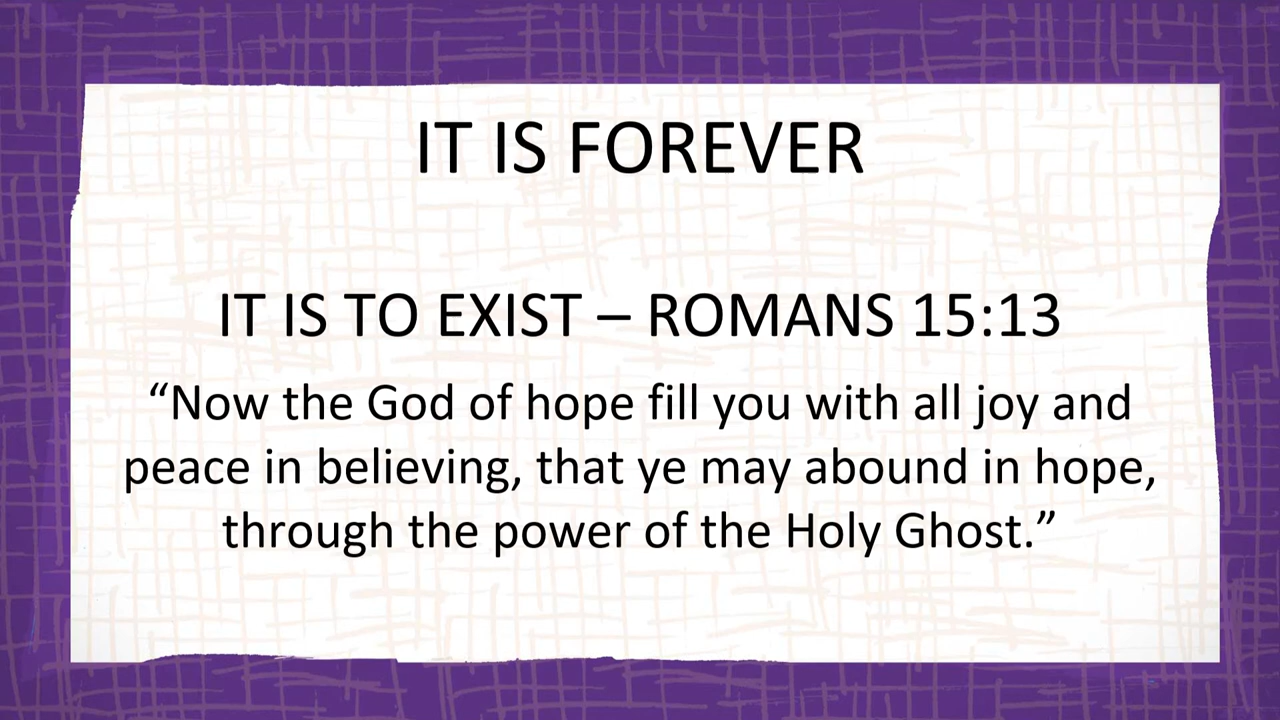 IT IS FOREVER
IT IS TO EXIST – ROMANS 15:13
“Now the God of hope fill you with all joy and
peace in believing, that ye may abound in hope,
through the power of the Holy Ghost.”